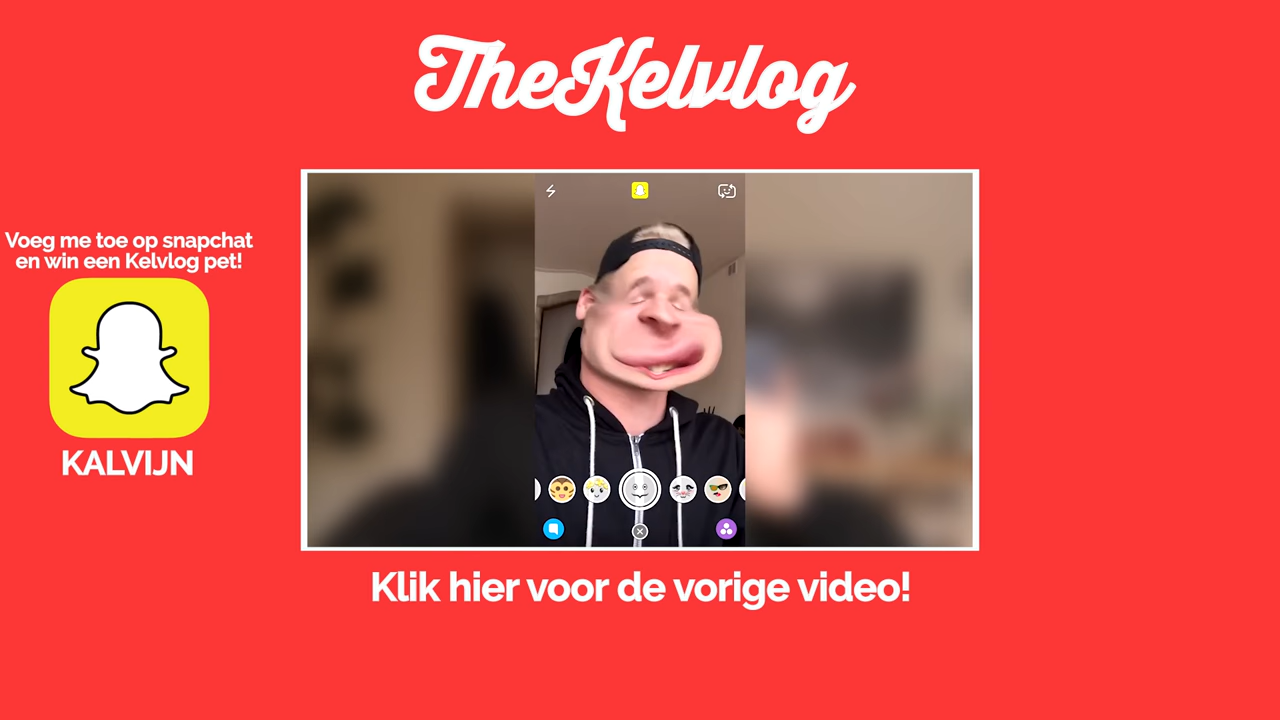 TheKelvlog
Voeg me toe op snapchat
en win een Kelvlog pet!
KALVIJN
Klik hier voor de vorige video!